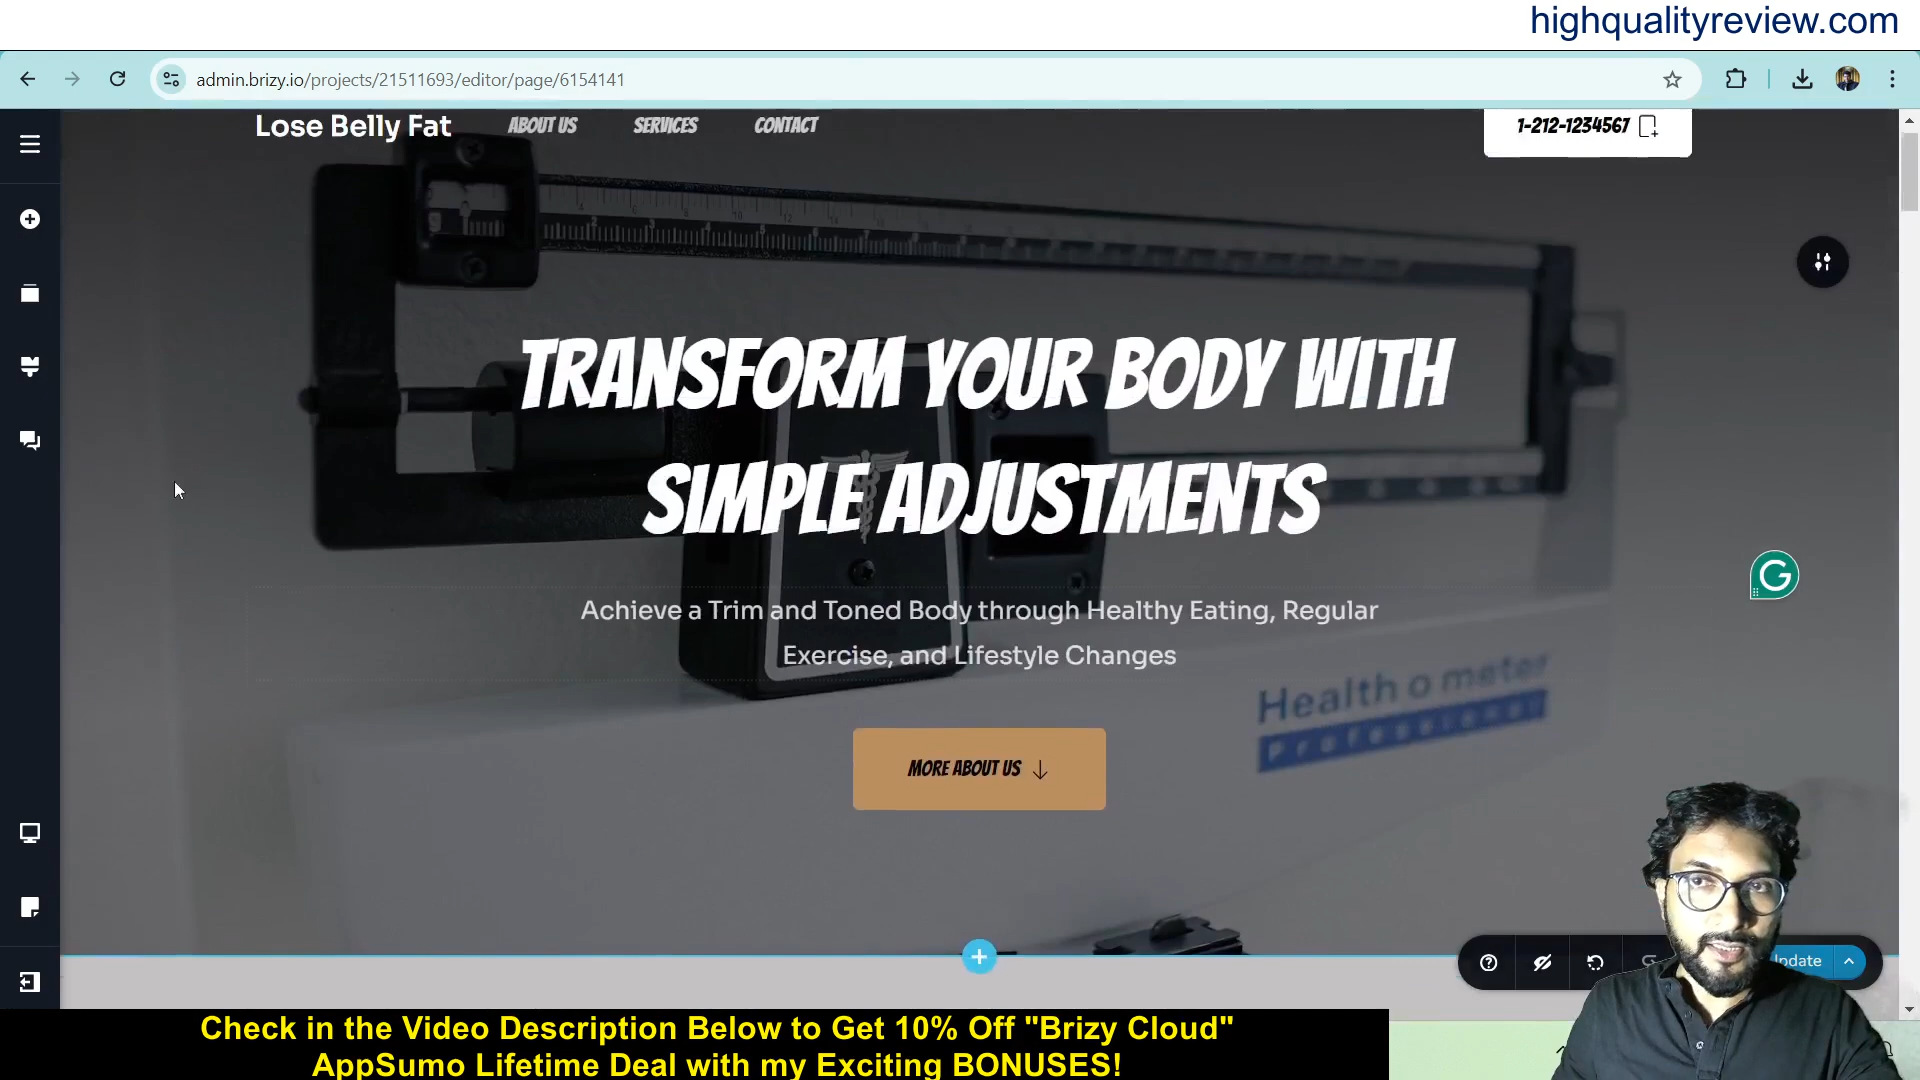 highqualityreview.com
admin.brizy.io/projects/21511693/editor/page/6154141
Lose Belly Fat
ABOUT US
SERVICES
CONTACT
1-212-1234567
TRANSFORM YOUR BODY WITH
SIMPLE ADJUSTMENTS
Achieve a Trim and Toned Body through Healthy Eating, Regular
Exercise, and Lifestyle Changes
Health o meter
Professional
MORE ABOUT US
Check in the Video Description Below to Get 10% Off "Brizy Cloud"
AppSumo Lifetime Deal with my Exciting BONUSES!